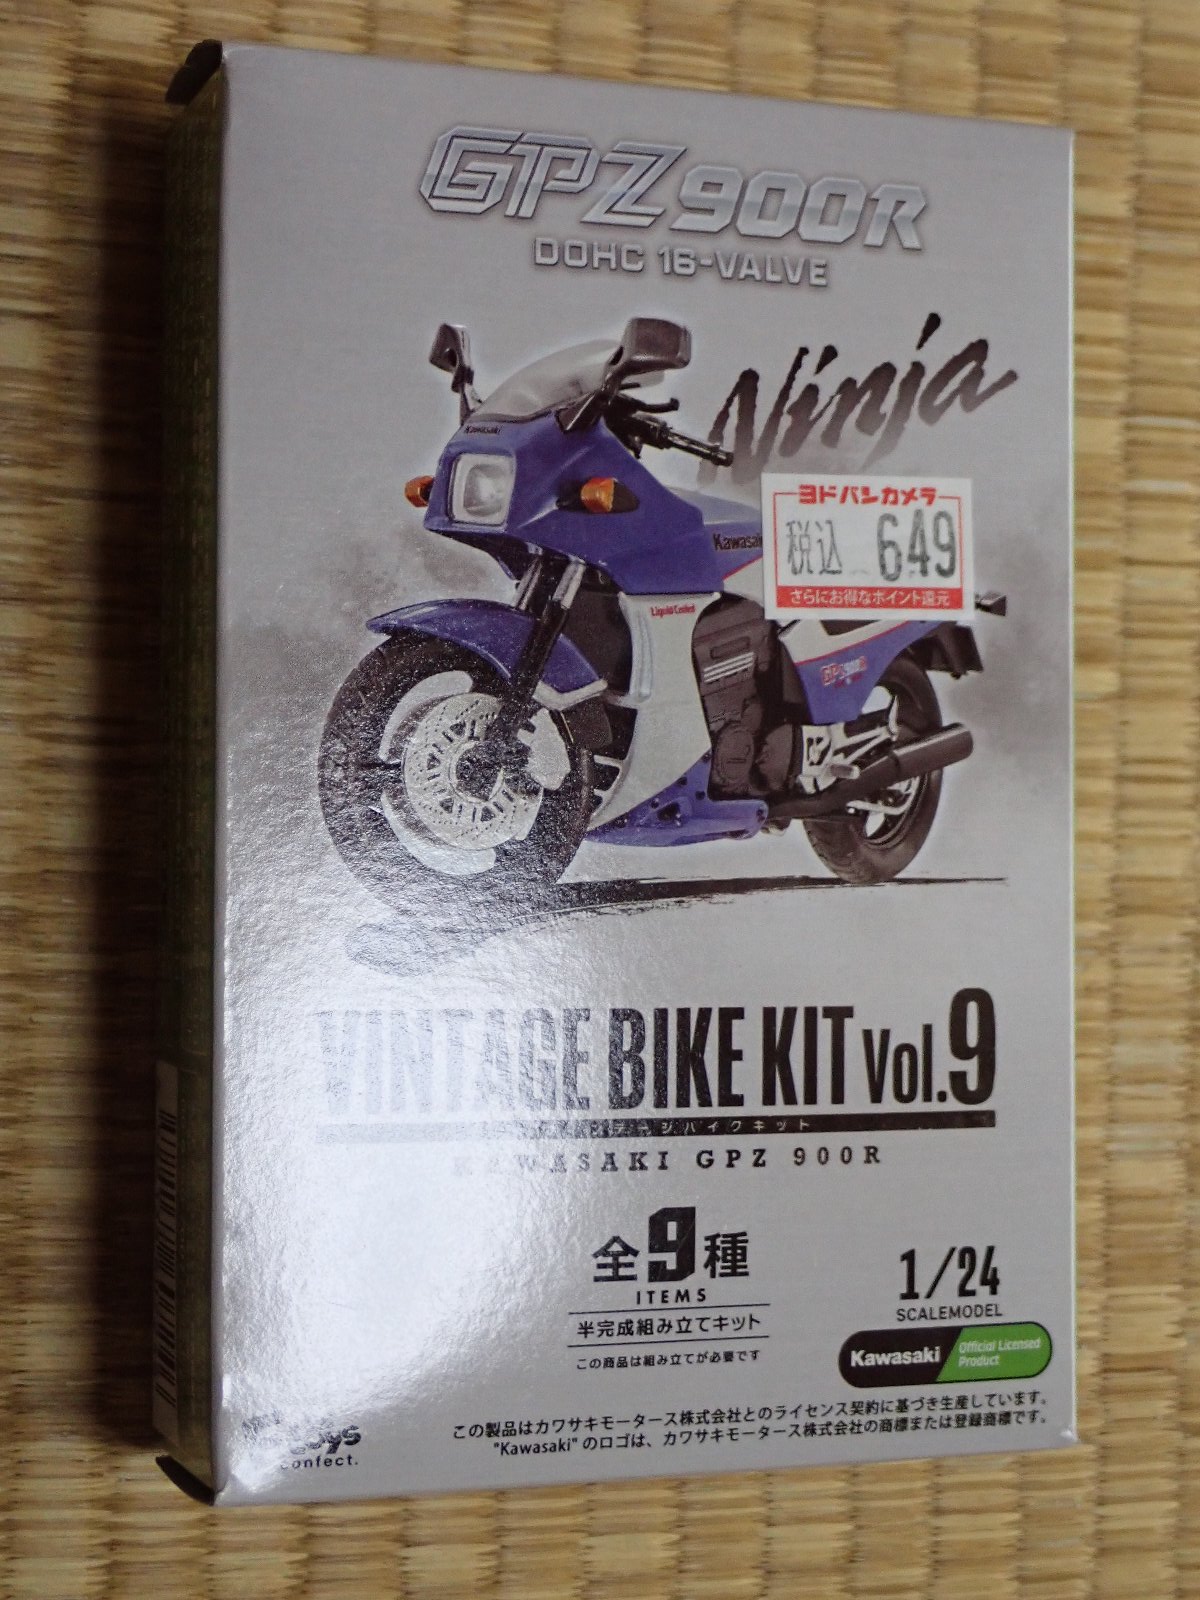 GPZ900R
DOHC 16-VALVE
Ninja
Kawasaki
ヨドバシカメラ
税込 649
さらにお得なポイント還元
Kawasaki
Liquid Cooled
GPZ900R
VINTAGE BIKE KIT Vol.9
テージバイクキット
KAWASAKI GPZ 900R
全9種
ITEMS
半完成組み立てキット
この商品は組み立てが必要です
1/24
SCALEMODEL
Kawasaki
Official Licensed
Product
この製品はカワサキモータース株式会社とのライセンス契約に基づき生産しています。
"Kawasaki" のロゴは、カワサキモータース株式会社の商標または登録商標です。
toys
confect.